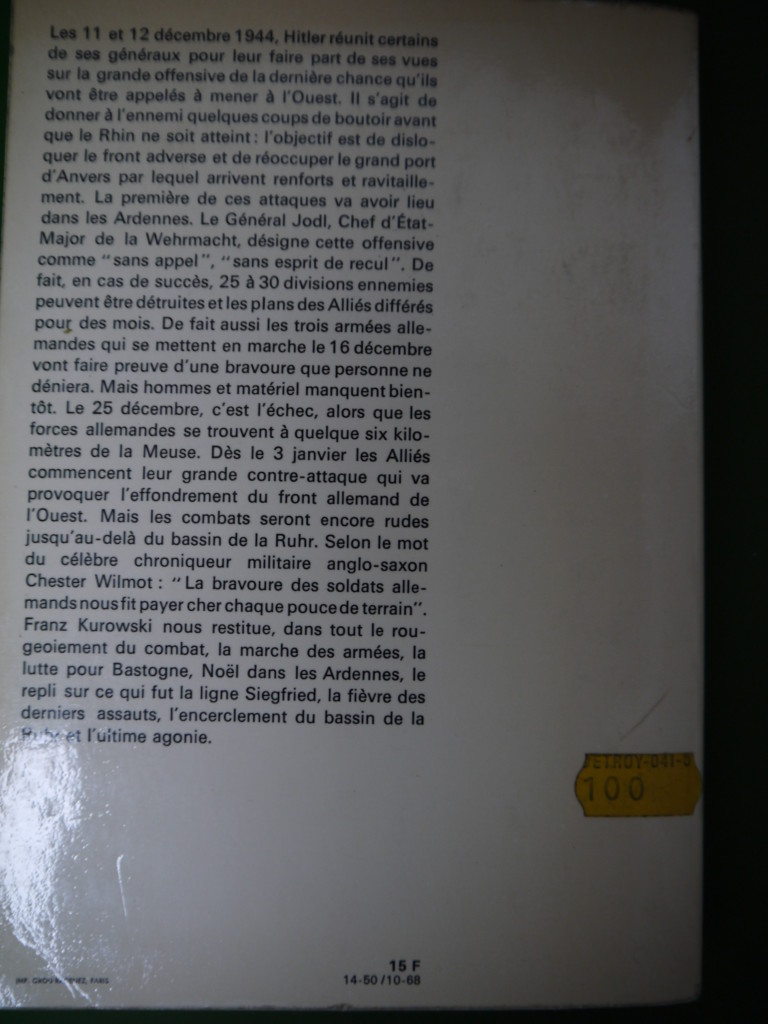 Les 11 et 12 décembre 1944, Hitler réunit certains
de ses généraux pour leur faire part de ses vues
sur la grande offensive de la dernière chance qu'ils
vont être appelés à mener à l'Ouest. Il s'agit de
donner à l'ennemi quelques coups de boutoir avant
que le Rhin ne soit atteint : l'objectif est de dislo-
quer le front adverse et de réoccuper le grand port
d'Anvers par lequel arrivent renforts et ravitaille-
ment. La première de ces attaques va avoir lieu
dans les Ardennes. Le Général Jodl, Chef d'État-
Major de la Wehrmacht, désigne cette offensive
comme "sans appel", "sans esprit de recul". De
fait, en cas de succès, 25 à 30 divisions ennemies
peuvent être détruites et les plans des Alliés différés
pour des mois. De fait aussi les trois armées alle-
mandes qui se mettent en marche le 16 décembre
vont faire preuve d'une bravoure que personne ne
déniera. Mais hommes et matériel manquent bien-
tôt. Le 25 décembre, c'est l'échec, alors que les
forces allemandes se trouvent à quelque six kilo-
mètres de la Meuse. Dès le 3 janvier les Alliés
commencent leur grande contre-attaque qui va
provoquer l'effondrement du front allemand de
l'Ouest. Mais les combats seront encore rudes
jusqu'au-delà du bassin de la Ruhr. Selon le mot
du célèbre chroniqueur militaire anglo-saxon
Chester Wilmot : "La bravoure des soldats alle-
mands nous fit payer cher chaque pouce de terrain".
Franz Kurowski nous restitue, dans tout le rou-
geoiement du combat, la marche des armées, la
lutte pour Bastogne, Noël dans les Ardennes, le
repli sur ce qui fut la ligne Siegfried, la fièvre des
derniers assauts, l'encerclement du bassin de la
Ruhr et l'ultime agonie.
100
15 F
14-50/10-68
IMP. PARIS